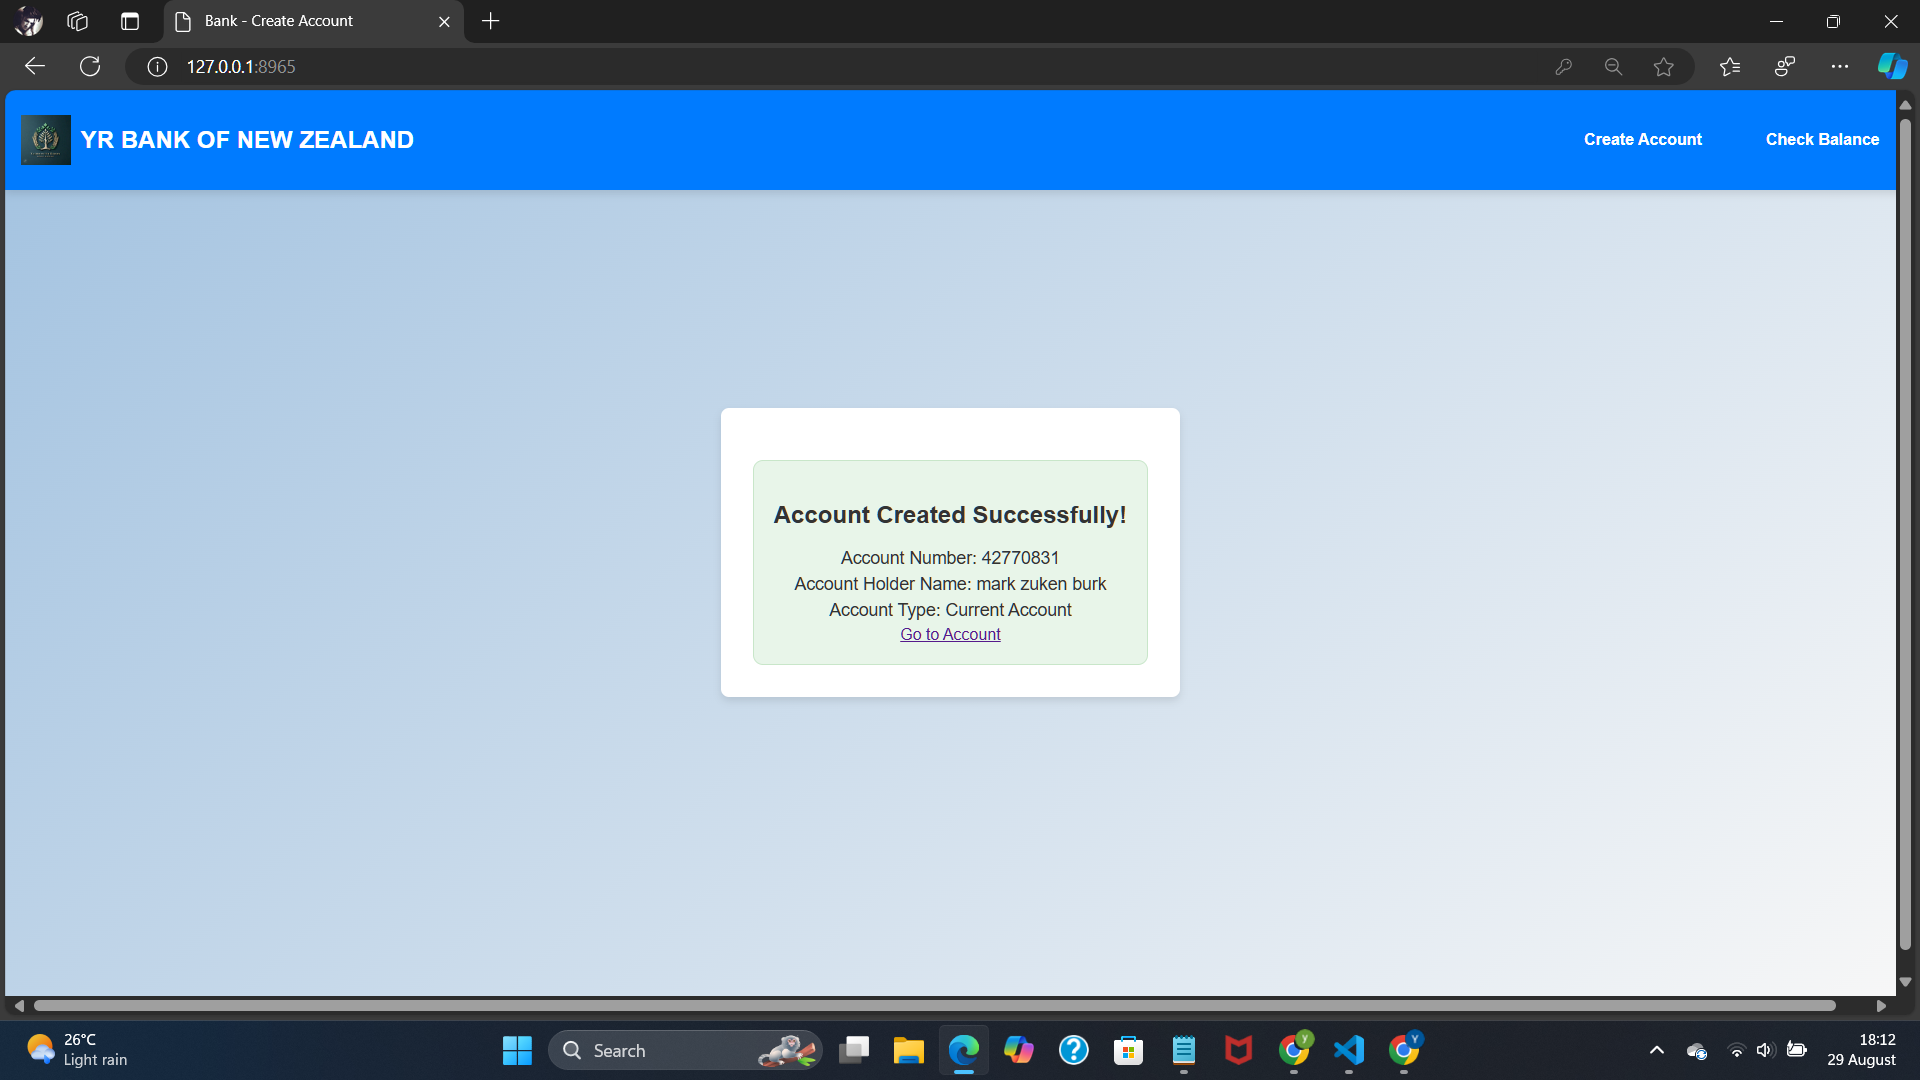 Bank - Create Account
127.0.0.1:8965
YR BANK OF NEW ZEALAND
Create Account
Check Balance
Account Created Successfully!
Account Number: 42770831
Account Holder Name: mark zuken burk
Account Type: Current Account
Go to Account
26°C
Light rain
Search
y
Y
18:12
29 August